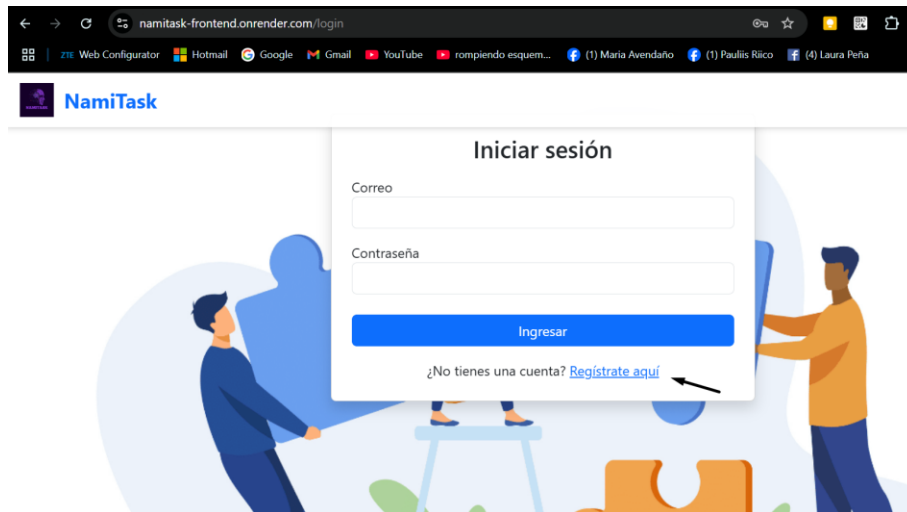 namitask-frontend.onrender.com/login
ZTE Web Configurator Hotmail Google Gmail YouTube rompiendo esquem... (1) Maria Avendaño (1) Pauliis Riico (4) Laura Peña
NamiTask
Iniciar sesión
Correo
Contraseña
Ingresar
¿No tienes una cuenta? Regístrate aquí